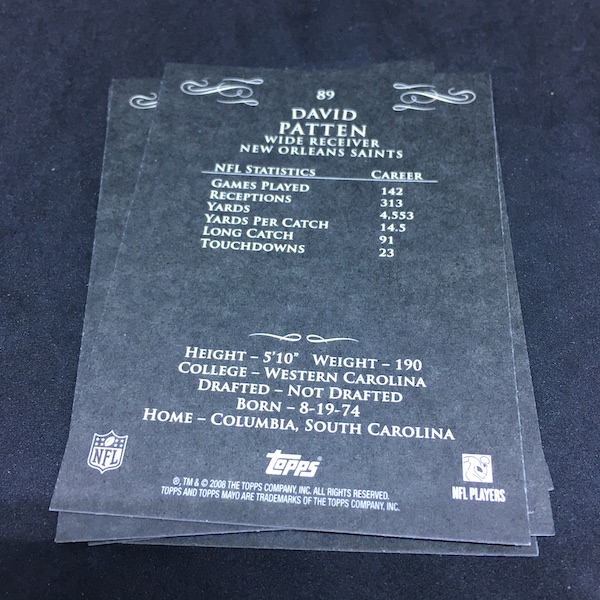 89
DAVID
PATTEN
WIDE RECEIVER
NEW ORLEANS SAINTS
NFL STATISTICS CAREER
GAMES PLAYED 142
RECEPTIONS 313
YARDS 4,553
YARDS PER CATCH 14.5
LONG CATCH 91
TOUCHDOWNS 23
HEIGHT – 5'10" WEIGHT – 190
COLLEGE – WESTERN CAROLINA
DRAFTED – NOT DRAFTED
BORN – 8-19-74
HOME – COLUMBIA, SOUTH CAROLINA
NFL
TOPPS
NFL PLAYERS
®, TM & © 2008 THE TOPPS COMPANY, INC. ALL RIGHTS RESERVED.
TOPPS AND TOPPS MAYO ARE TRADEMARKS OF THE TOPPS COMPANY, INC.